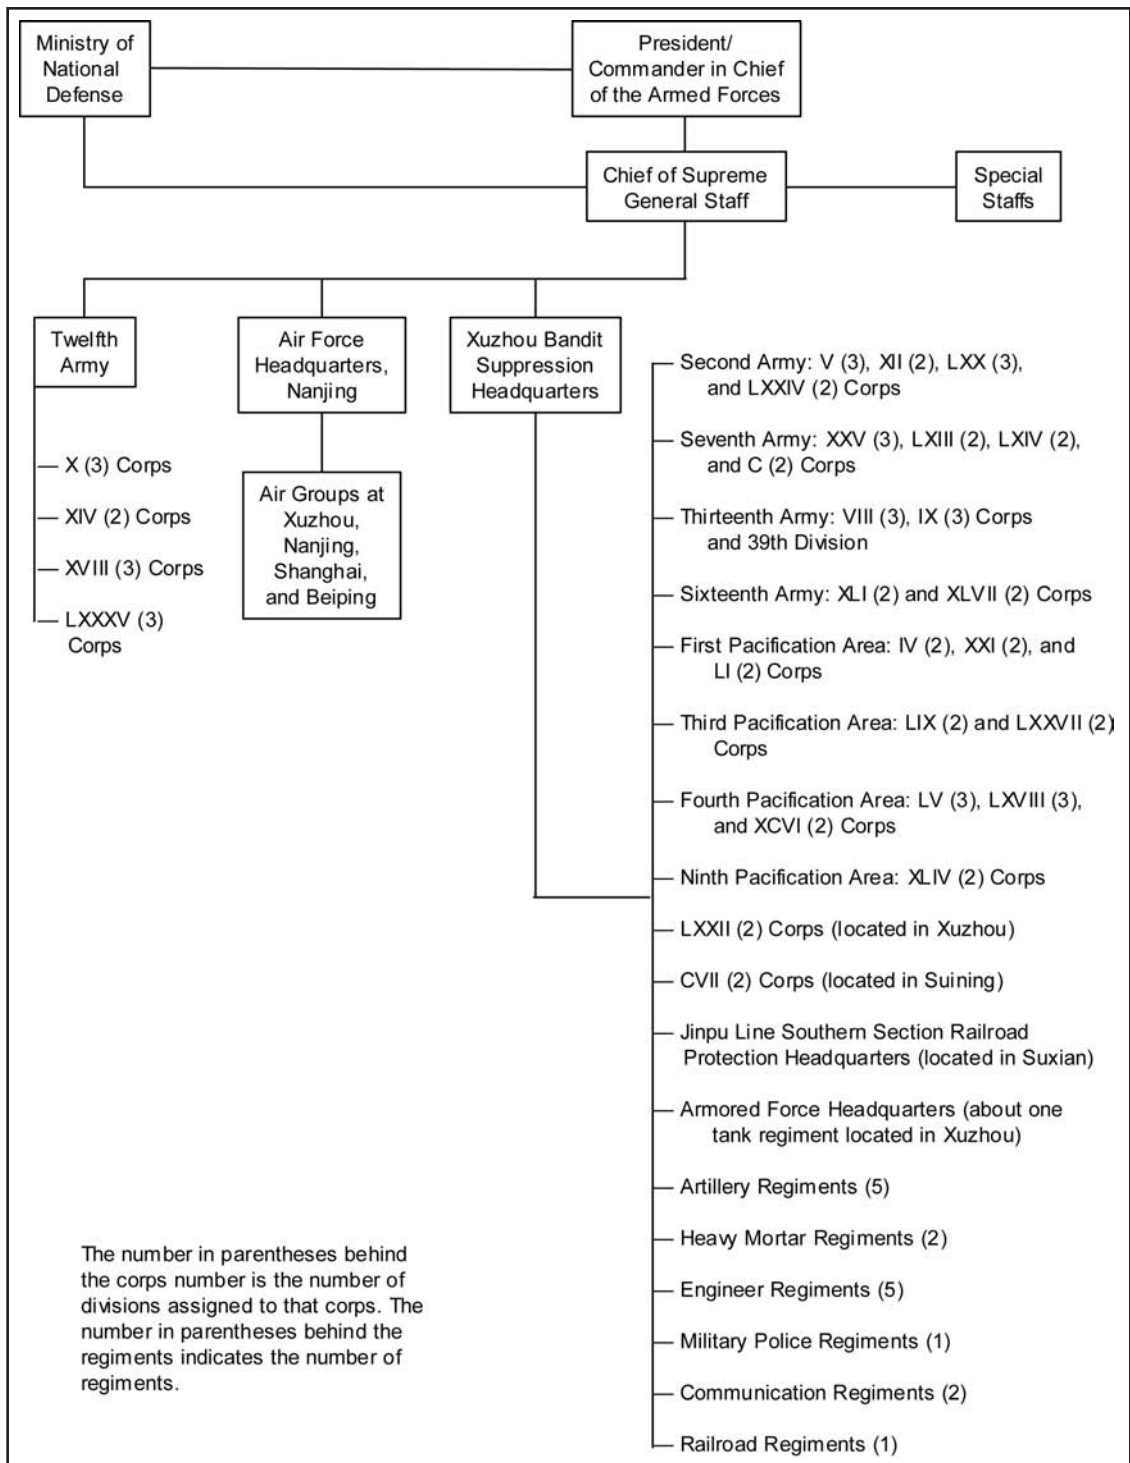 Ministry of
National
Defense
President/
Commander in Chief
of the Armed Forces
Chief of Supreme
General Staff
Special
Staffs
Twelfth
Army
X (3) Corps
XIV (2) Corps
XVIII (3) Corps
LXXXV (3)
Corps
Air Force
Headquarters,
Nanjing
Air Groups at
Xuzhou,
Nanjing,
Shanghai,
and Beiping
Xuzhou Bandit
Suppression
Headquarters
Second Army: V (3), XII (2), LXX (3),
and LXXIV (2) Corps
Seventh Army: XXV (3), LXIII (2), LXIV (2),
and C (2) Corps
Thirteenth Army: VIII (3), IX (3) Corps
and 39th Division
Sixteenth Army: XLI (2) and XLVII (2) Corps
First Pacification Area: IV (2), XXI (2), and
LI (2) Corps
Third Pacification Area: LIX (2) and LXXVII (2)
Corps
Fourth Pacification Area: LV (3), LXVIII (3),
and XCVI (2) Corps
Ninth Pacification Area: XLIV (2) Corps
LXXII (2) Corps (located in Xuzhou)
CVII (2) Corps (located in Suining)
Jinpu Line Southern Section Railroad
Protection Headquarters (located in Suxian)
Armored Force Headquarters (about one
tank regiment located in Xuzhou)
Artillery Regiments (5)
Heavy Mortar Regiments (2)
Engineer Regiments (5)
Military Police Regiments (1)
Communication Regiments (2)
Railroad Regiments (1)
The number in parentheses behind
the corps number is the number of
divisions assigned to that corps. The
number in parentheses behind the
regiments indicates the number of
regiments.